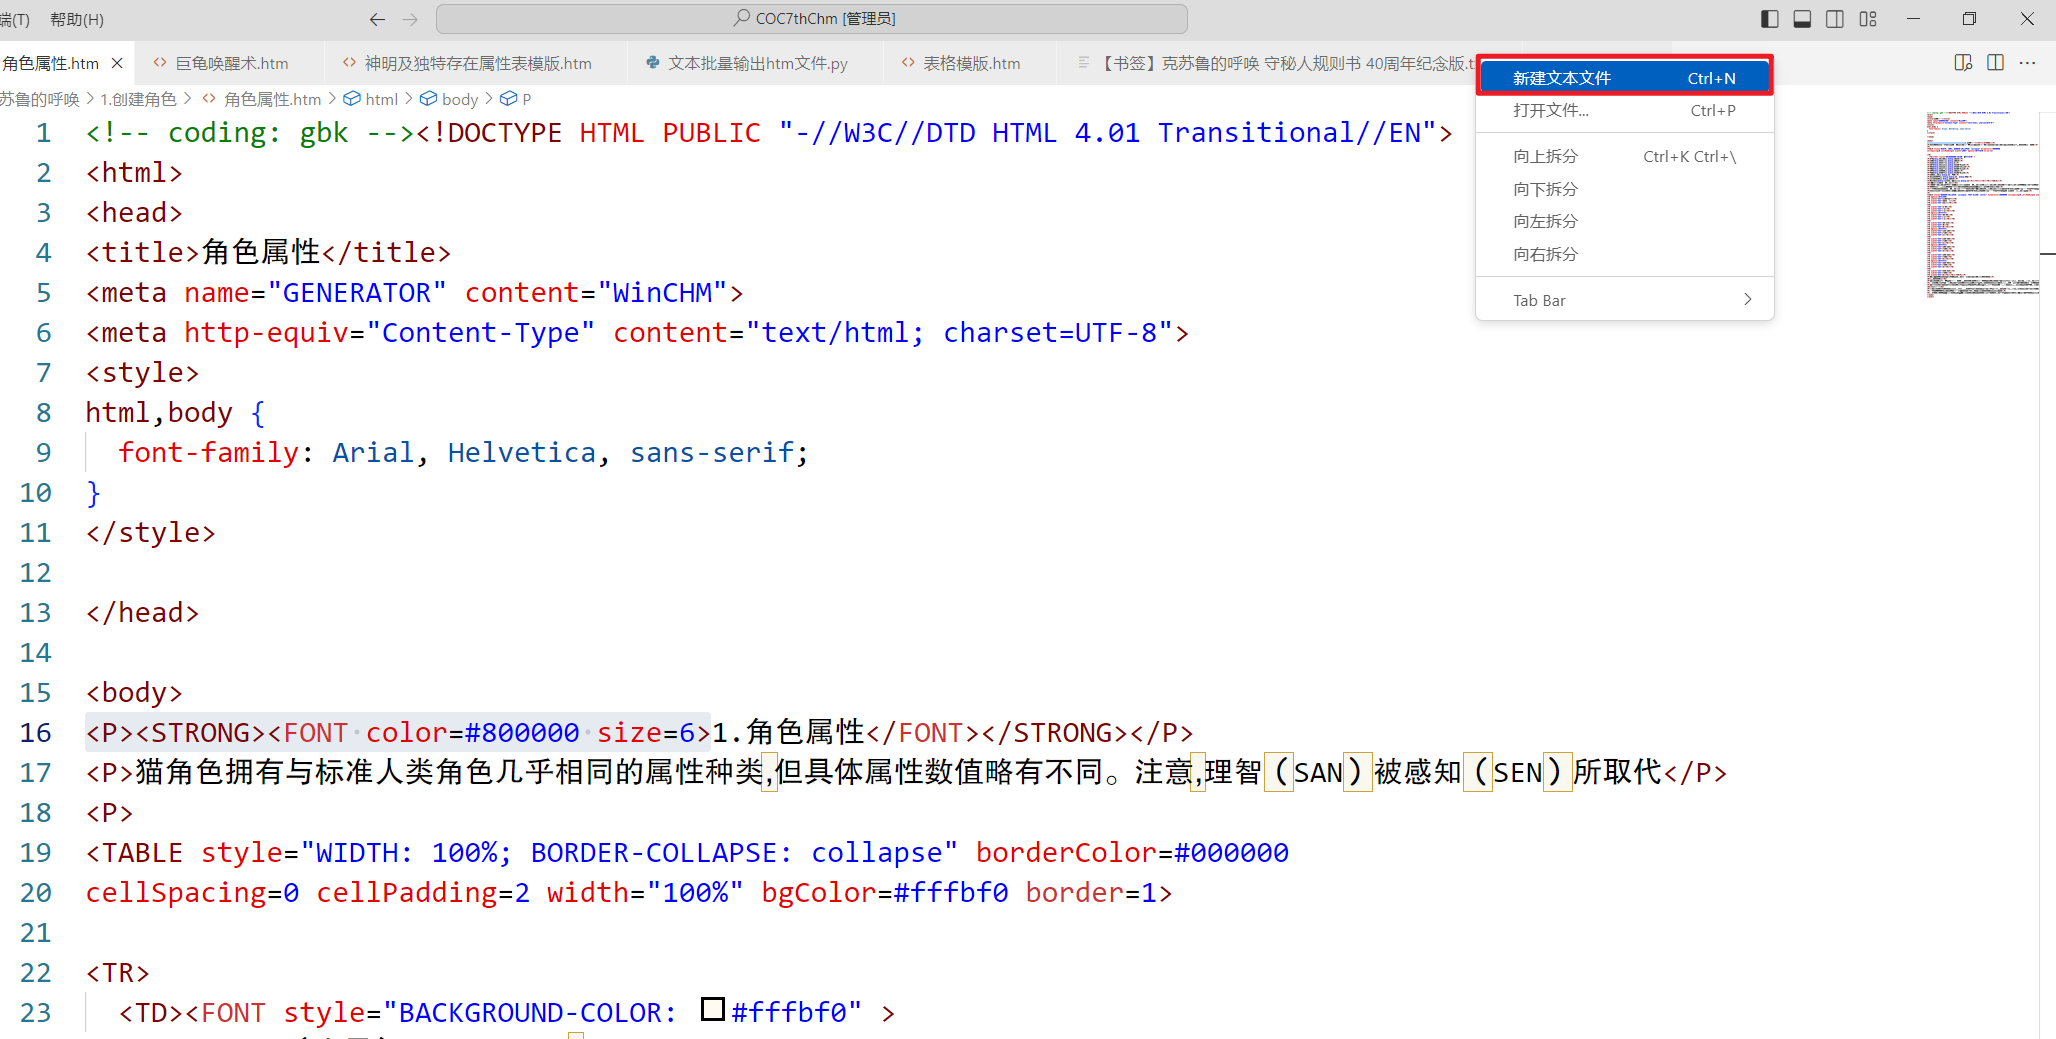 端(T) 帮助(H) COC7thChm [管理员]
角色属性.htm 巨龟唤醒术.htm 神明及独特存在属性表模版.htm 文本批量输出htm文件.py 表格模版.htm 【书签】克苏鲁的呼唤 守秘人规则书 40周年纪念版.t
苏鲁的呼唤 > 1.创建角色 > 角色属性.htm > html > body > P
新建文本文件 Ctrl+N
打开文件... Ctrl+P
向上拆分 Ctrl+K Ctrl+\
向下拆分
向左拆分
向右拆分
Tab Bar
1 <!-- coding: gbk --><!DOCTYPE HTML PUBLIC "-//W3C//DTD HTML 4.01 Transitional//EN">
2 <html>
3 <head>
4 <title>角色属性</title>
5 <meta name="GENERATOR" content="WinCHM">
6 <meta http-equiv="Content-Type" content="text/html; charset=UTF-8">
7 <style>
8 html,body {
9 font-family: Arial, Helvetica, sans-serif;
10 }
11 </style>
12
13 </head>
14
15 <body>
16 <P><STRONG><FONT color=#800000 size=6>1.角色属性</FONT></STRONG></P>
17 <P>猫角色拥有与标准人类角色几乎相同的属性种类,但具体属性数值略有不同。注意,理智（SAN）被感知（SEN）所取代</P>
18 <P>
19 <TABLE style="WIDTH: 100%; BORDER-COLLAPSE: collapse" borderColor=#000000
20 cellSpacing=0 cellPadding=2 width="100%" bgColor=#fffbf0 border=1>
21
22 <TR>
23 <TD><FONT style="BACKGROUND-COLOR: #fffbf0" >